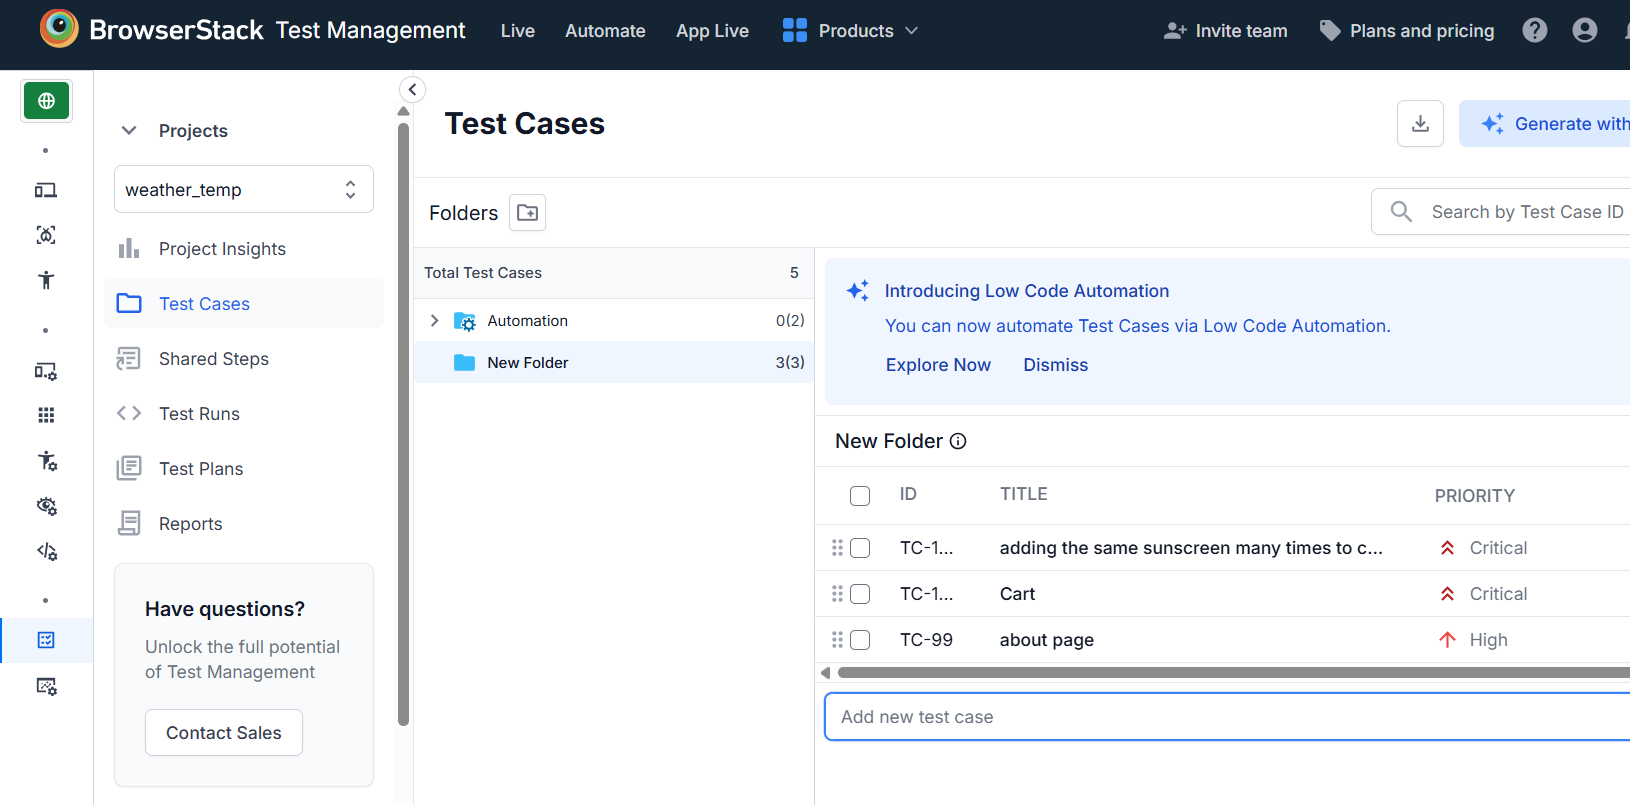 BrowserStack Test Management Live Automate App Live Products Invite team Plans and pricing ?
Projects
weather_temp
Project Insights
Test Cases
Shared Steps
Test Runs
Test Plans
Reports
Have questions?
Unlock the full potential
of Test Management
Contact Sales
Test Cases
Generate with
Folders
Search by Test Case ID
Total Test Cases 5
Automation 0(2)
New Folder 3(3)
Introducing Low Code Automation
You can now automate Test Cases via Low Code Automation.
Explore Now Dismiss
New Folder
ID TITLE PRIORITY
TC-1... adding the same sunscreen many times to c... Critical
TC-1... Cart Critical
TC-99 about page High
Add new test case